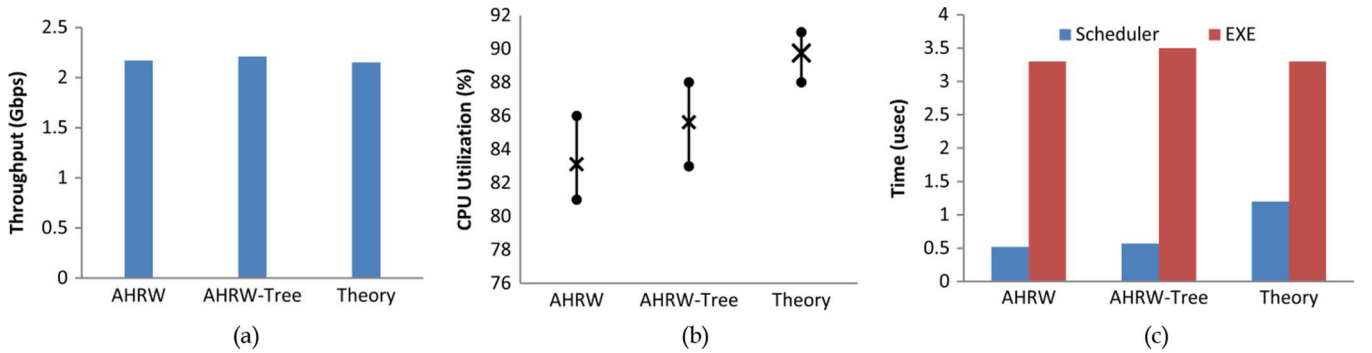 Throughput (Gbps)
2.5
2
1.5
1
0.5
0
AHRW
AHRW-Tree
Theory
(a)
CPU Utilization (%)
92
90
88
86
84
82
80
78
76
AHRW
AHRW-Tree
Theory
(b)
Time (usec)
4
3.5
3
2.5
2
1.5
1
0.5
0
Scheduler
EXE
AHRW
AHRW-Tree
Theory
(c)